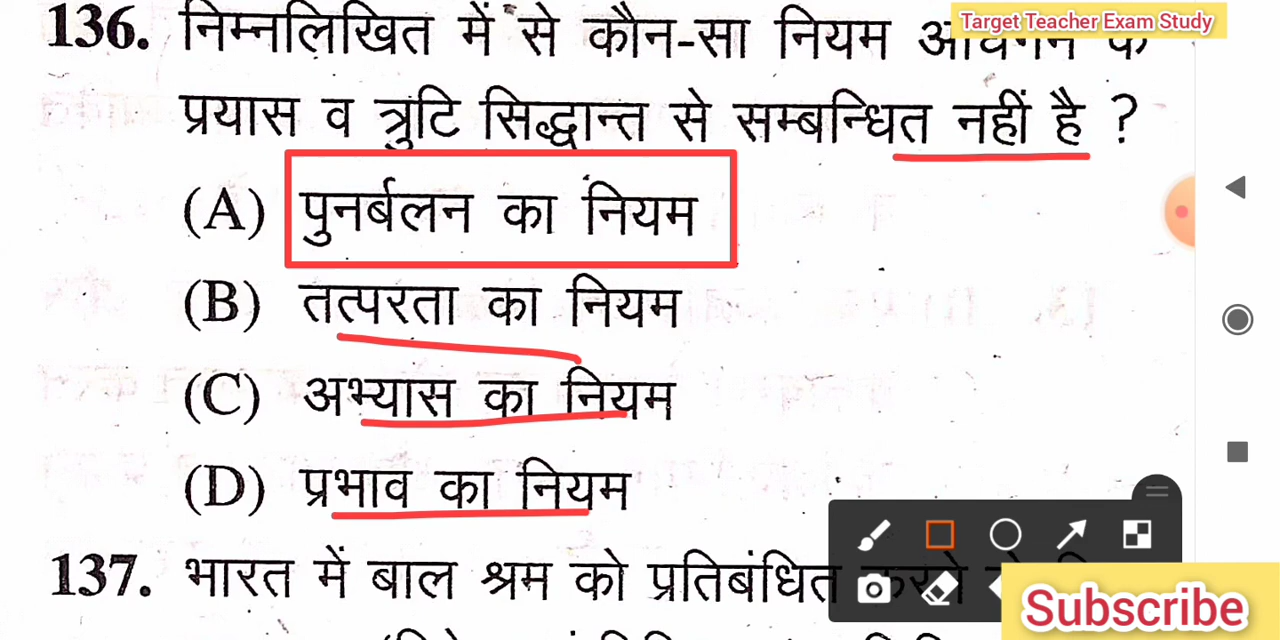 136. निम्नलिखित में से कौन-सा नियम
Target Teacher Exam Study
प्रयास व त्रुटि सिद्धान्त से सम्बन्धित नहीं है ?
(A) पुनर्बलन का नियम
(B) तत्परता का नियम
(C) अभ्यास का नियम
(D) प्रभाव का नियम
137. भारत में बाल श्रम को प्रतिबंधित
Subscribe